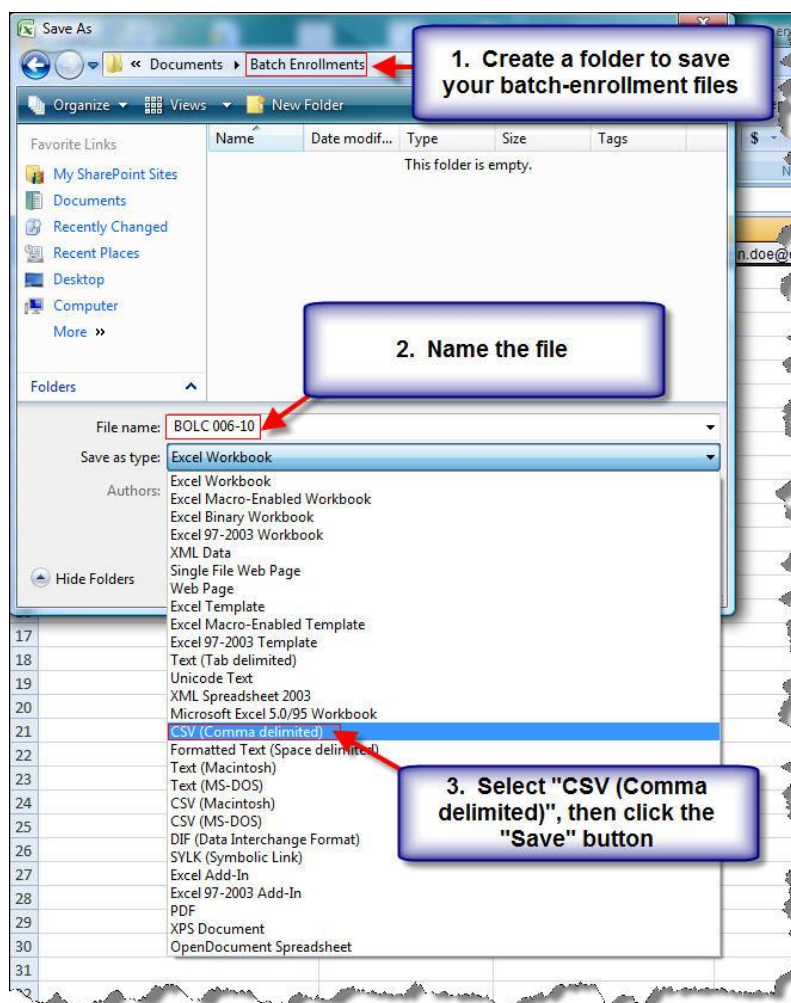 Save As
« Documents ▸ Batch Enrollments
1. Create a folder to save
your batch-enrollment files
Organize Views New Folder
Favorite Links
Name Date modif... Type Size Tags
This folder is empty.
My SharePoint Sites
Documents
Recently Changed
Recent Places
Desktop
Computer
More »
Folders
$
n.doe@
2. Name the file
File name: BOLC 006-10
Save as type: Excel Workbook
Authors:
Excel Workbook
Excel Macro-Enabled Workbook
Excel Binary Workbook
Excel 97-2003 Workbook
XML Data
Single File Web Page
Web Page
Excel Template
Excel Macro-Enabled Template
Excel 97-2003 Template
Text (Tab delimited)
Unicode Text
XML Spreadsheet 2003
Microsoft Excel 5.0/95 Workbook
CSV (Comma delimited)
Formatted Text (Space delimited)
Text (Macintosh)
Text (MS-DOS)
CSV (Macintosh)
CSV (MS-DOS)
DIF (Data Interchange Format)
SYLK (Symbolic Link)
Excel Add-In
Excel 97-2003 Add-In
PDF
XPS Document
OpenDocument Spreadsheet
Hide Folders
3. Select "CSV (Comma
delimited)", then click the
"Save" button
17
18
19
20
21
22
23
24
25
26
27
28
29
30
31